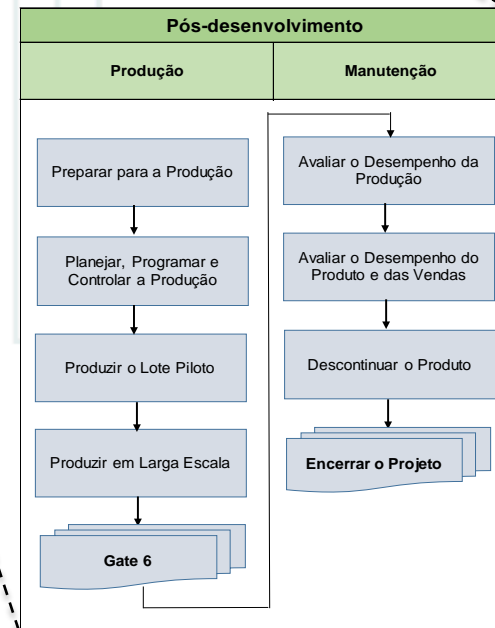 Pós-desenvolvimento
Produção
Manutenção
Preparar para a Produção
Planejar, Programar e
Controlar a Produção
Produzir o Lote Piloto
Produzir em Larga Escala
Gate 6
Avaliar o Desempenho da
Produção
Avaliar o Desempenho do
Produto e das Vendas
Descontinuar o Produto
Encerrar o Projeto